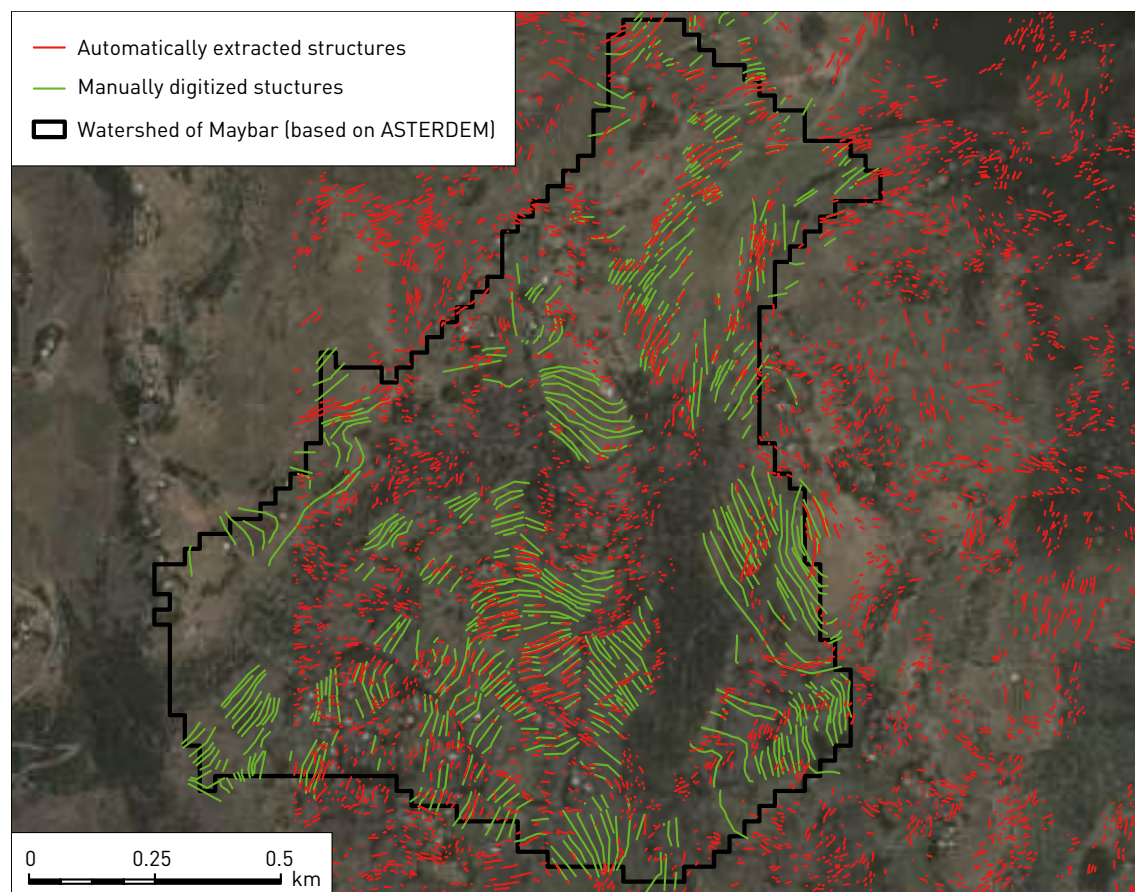 Automatically extracted structures
Manually digitized stuctures
Watershed of Maybar (based on ASTERDEM)
0 0.25 0.5
km